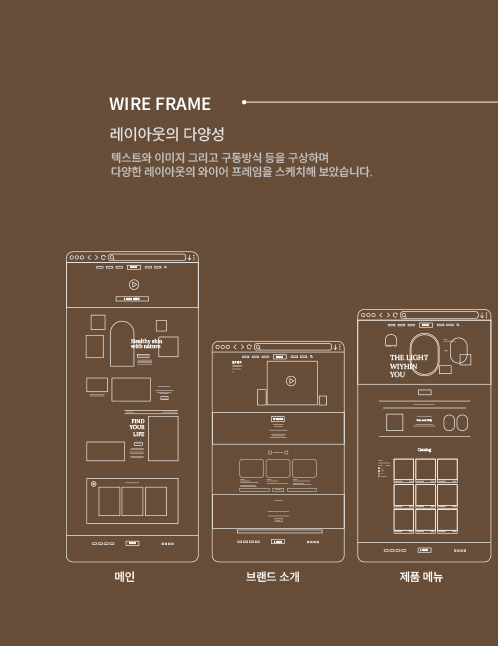 WIRE FRAME
레이아웃의 다양성
텍스트와 이미지 그리고 구동방식 등을 구상하며
다양한 레이아웃의 와이어 프레임을 스케치해 보았습니다.
Healthy skin
with nature
FIND
YOUR
LIFE
THE LIGHT
WIYHIN
YOU
Catalog
메인
브랜드 소개
제품 메뉴